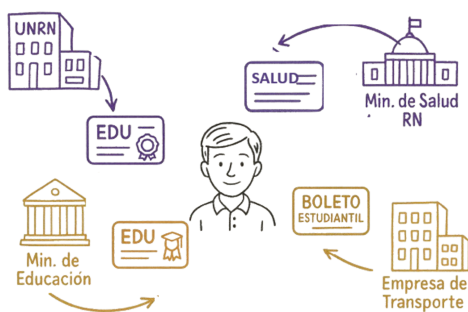 UNRN
EDU
SALUD
Min. de Salud
RN
EDU
Min. de
Educación
BOLETO
ESTUDIANTIL
Empresa de
Transporte